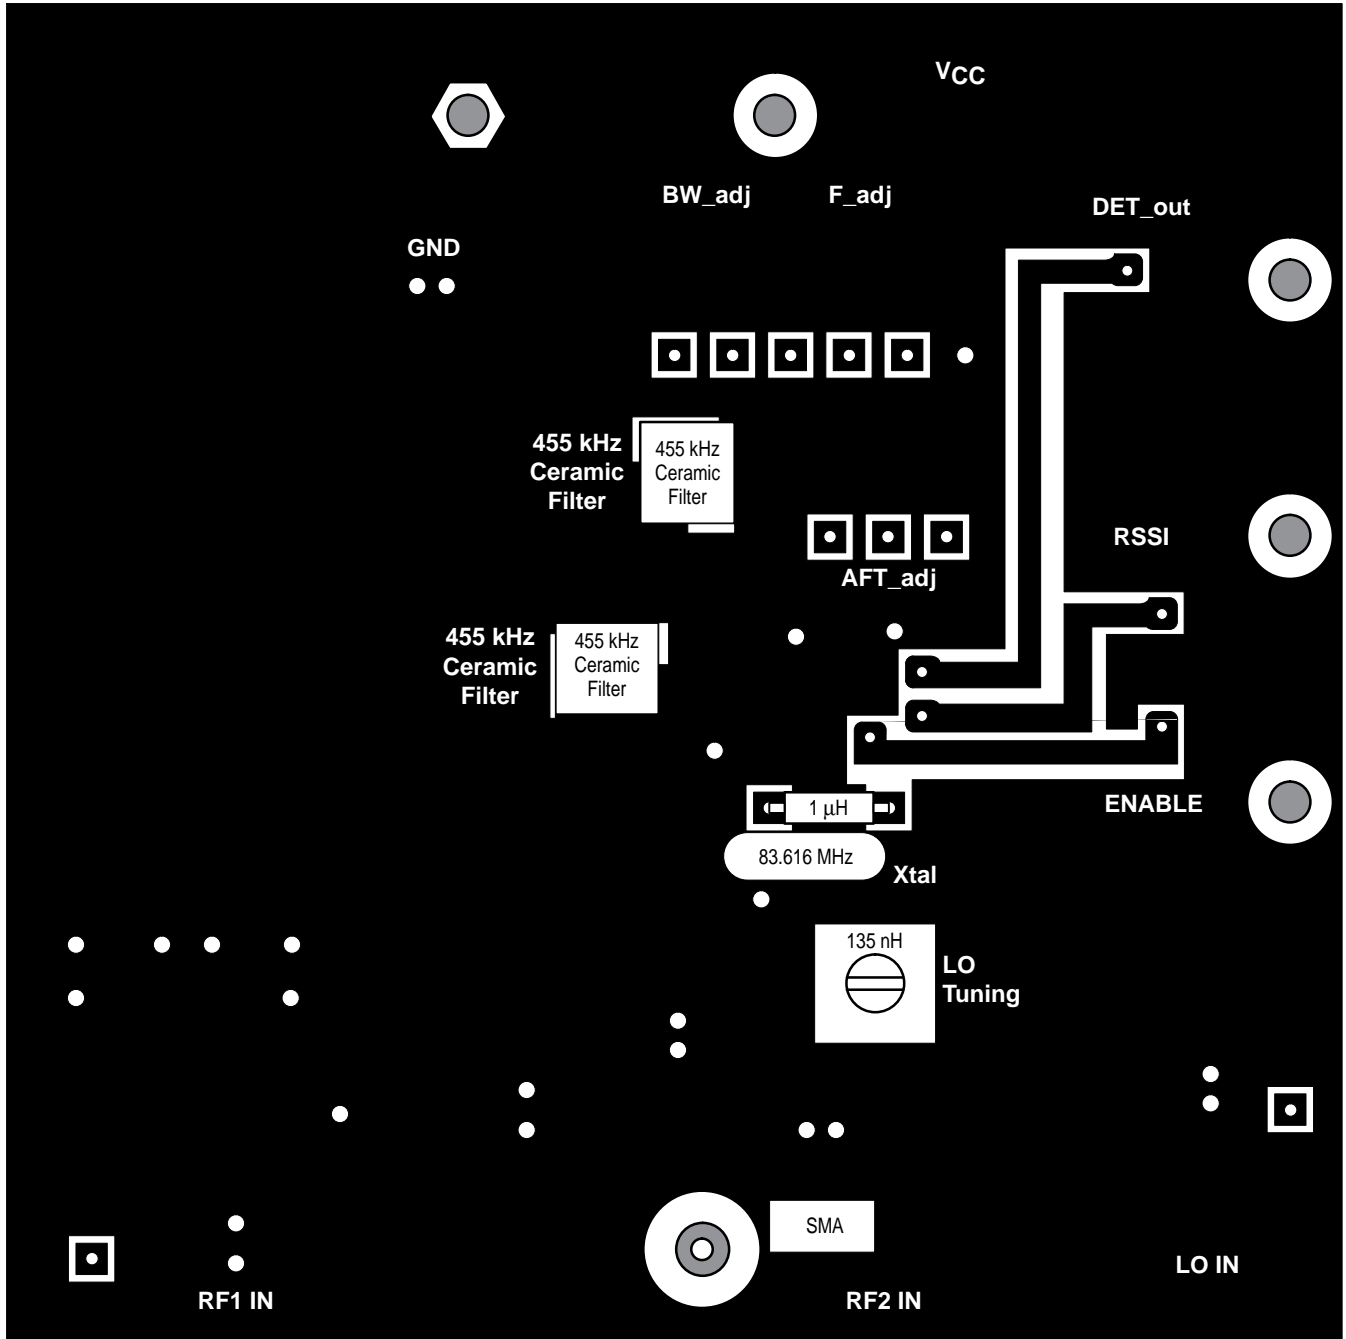 VCC
BW_adj
F_adj
DET_out
GND
455 kHz
Ceramic
Filter
455 kHz
Ceramic
Filter
RSSI
AFT_adj
455 kHz
Ceramic
Filter
455 kHz
Ceramic
Filter
1 μH
ENABLE
83.616 MHz
Xtal
135 nH
LO
Tuning
SMA
LO IN
RF1 IN
RF2 IN